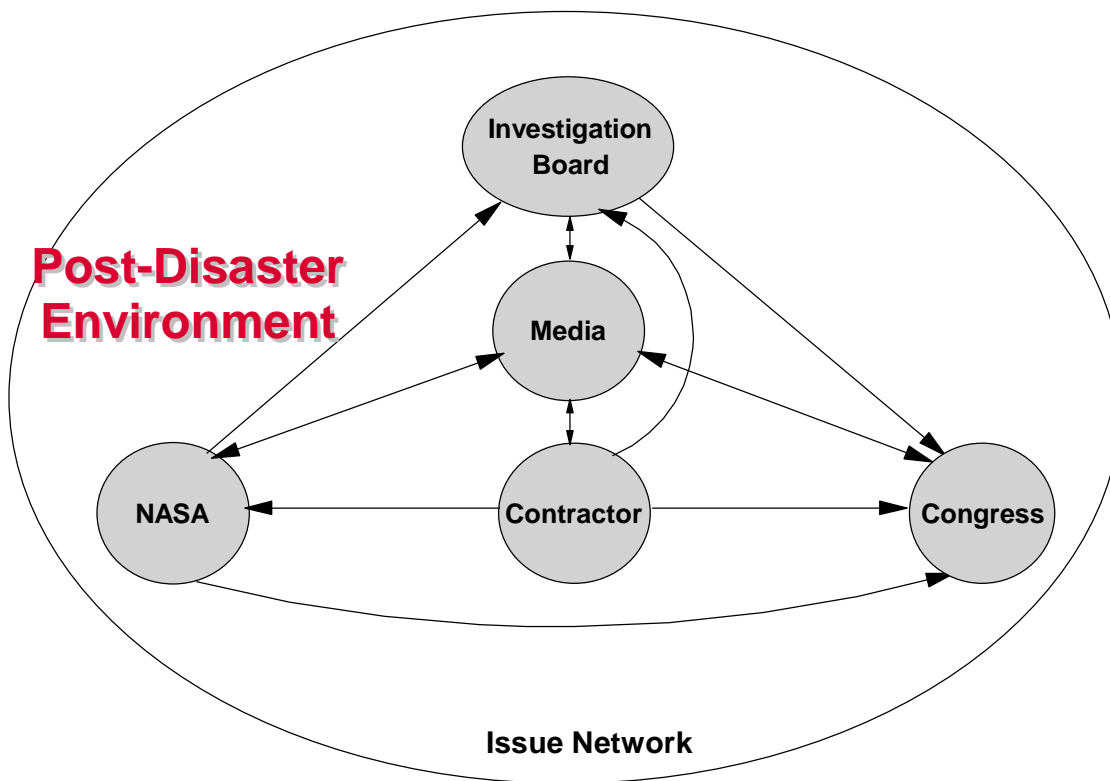 Investigation
Board
Post-Disaster
Environment
Media
NASA
Contractor
Congress
Issue Network